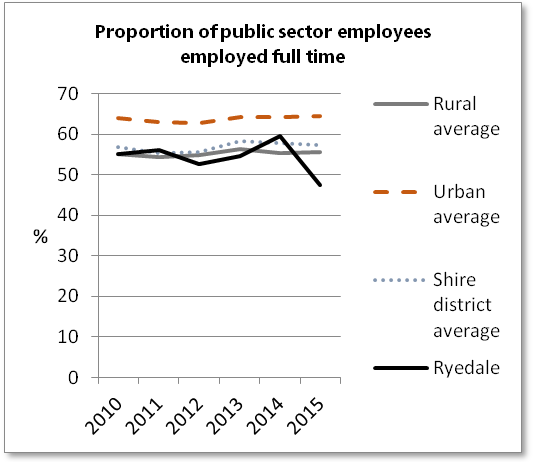 Proportion of public sector employees
employed full time
70
60
50
40
30
20
10
0
%
2010
2011
2012
2013
2014
2015
Rural
average
Urban
average
Shire
district
average
Ryedale